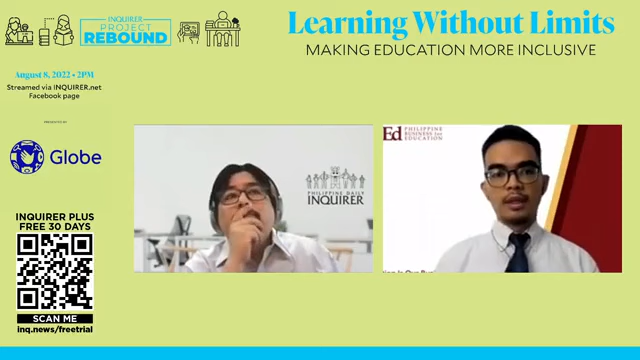 INQUIRER
PROJECT
REBOUND
Learning Without Limits
MAKING EDUCATION MORE INCLUSIVE
August 8, 2022 • 2PM
Streamed via INQUIRER.net
Facebook page
PRESENTED BY
Globe
INQUIRER PLUS
FREE 30 DAYS
SCAN ME
inq.news/freetrial
PHILIPPINE DAILY
INQUIRER
Ed
PHILIPPINE
BUSINESS for
EDUCATION